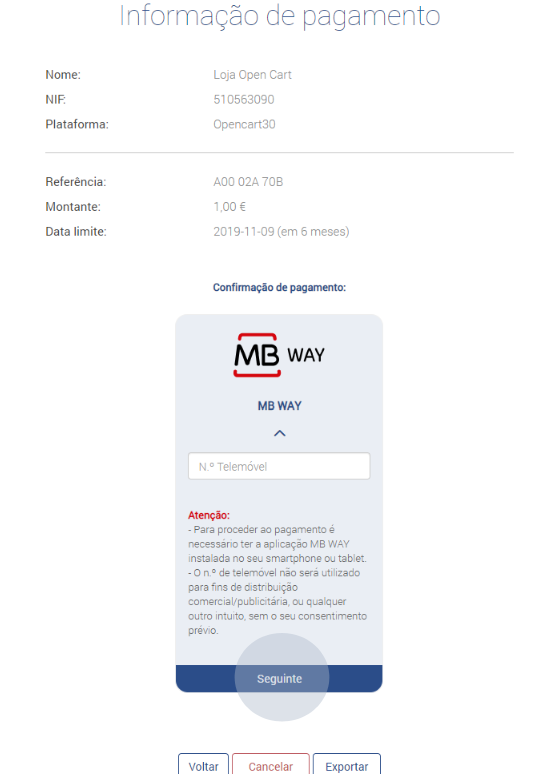 Informação de pagamento
Nome: Loja Open Cart
NIF: 510563090
Plataforma: Opencart30
Referência: A00 02A 70B
Montante: 1,00 €
Data limite: 2019-11-09 (em 6 meses)
Confirmação de pagamento:
MB WAY
MB WAY
N.º Telemóvel
Atenção:
- Para proceder ao pagamento é
necessário ter a aplicação MB WAY
instalada no seu smartphone ou tablet.
- O n.º de telemóvel não será utilizado
para fins de distribuição
comercial/publicitária, ou qualquer
outro intuito, sem o seu consentimento
prévio.
Seguinte
Voltar Cancelar Exportar